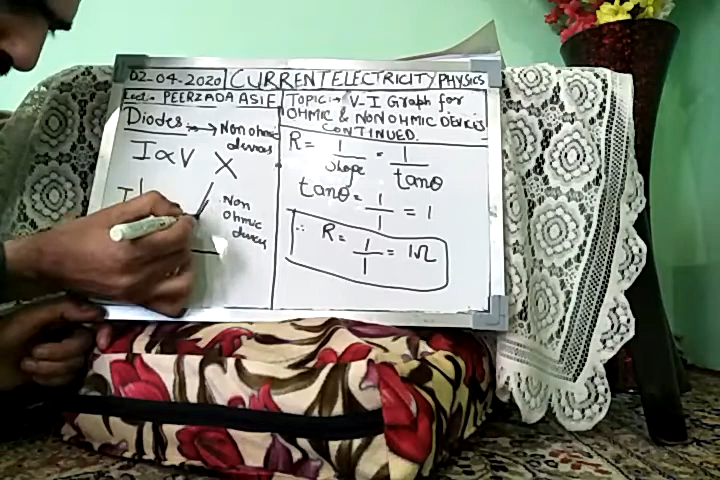 02-04-2020 CURRENT ELECTRICITY PHYSICS
Lect:- PEERZADA ASIF
TOPIC:→ V-I Graph for
OHMIC & NON OHMIC DEVICES
CONTINUED.
Diodes:→ Non ohmic
devices
I∝V X
I
Non
ohmic
devices
R= 1/slope = 1/tanθ
tanθ= 1/1 = 1
∴ R= 1/1 = 1Ω